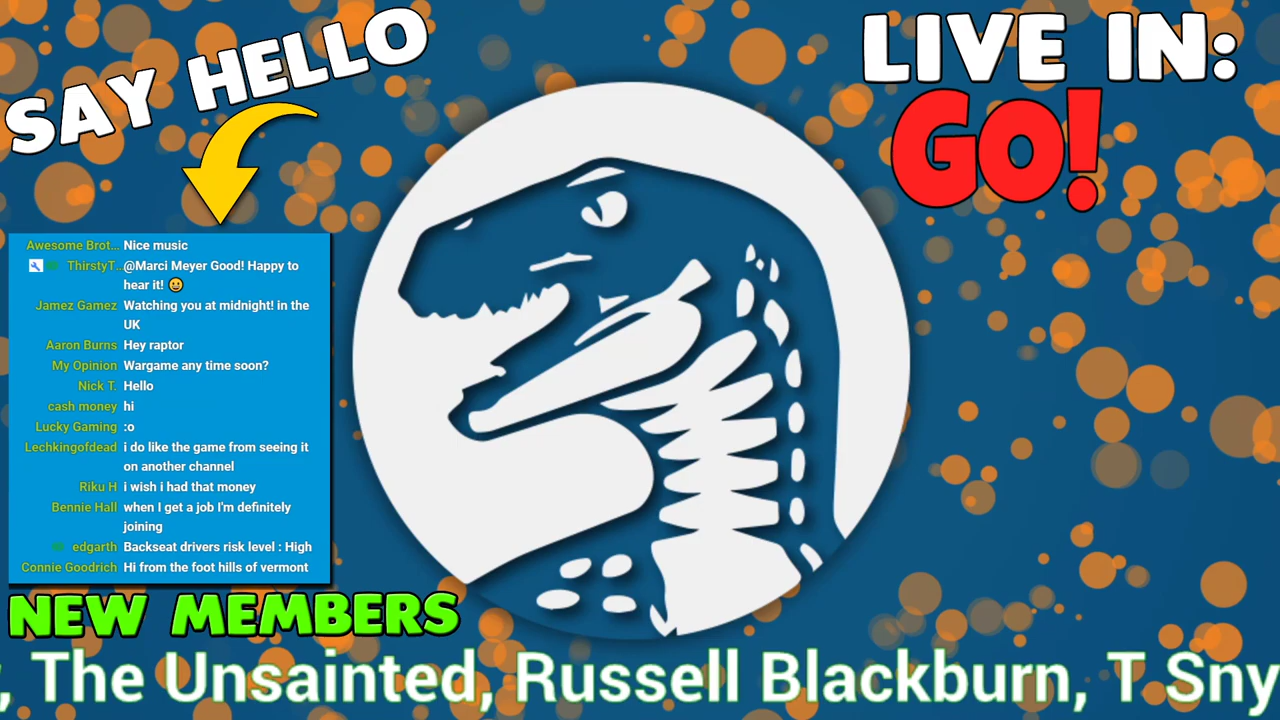 SAY HELLO
LIVE IN:
GO!
Awesome Brot... Nice music
ThirstyT... @Marci Meyer Good! Happy to
hear it! 😀
Jamez Gamez Watching you at midnight! in the
UK
Aaron Burns Hey raptor
My Opinion Wargame any time soon?
Nick T. Hello
cash money hi
Lucky Gaming :o
Lechkingofdead i do like the game from seeing it
on another channel
Riku H i wish i had that money
Bennie Hall when I get a job I'm definitely
joining
edgarth Backseat drivers risk level : High
Connie Goodrich Hi from the foot hills of vermont
NEW MEMBERS
, The Unsainted, Russell Blackburn, T Sny